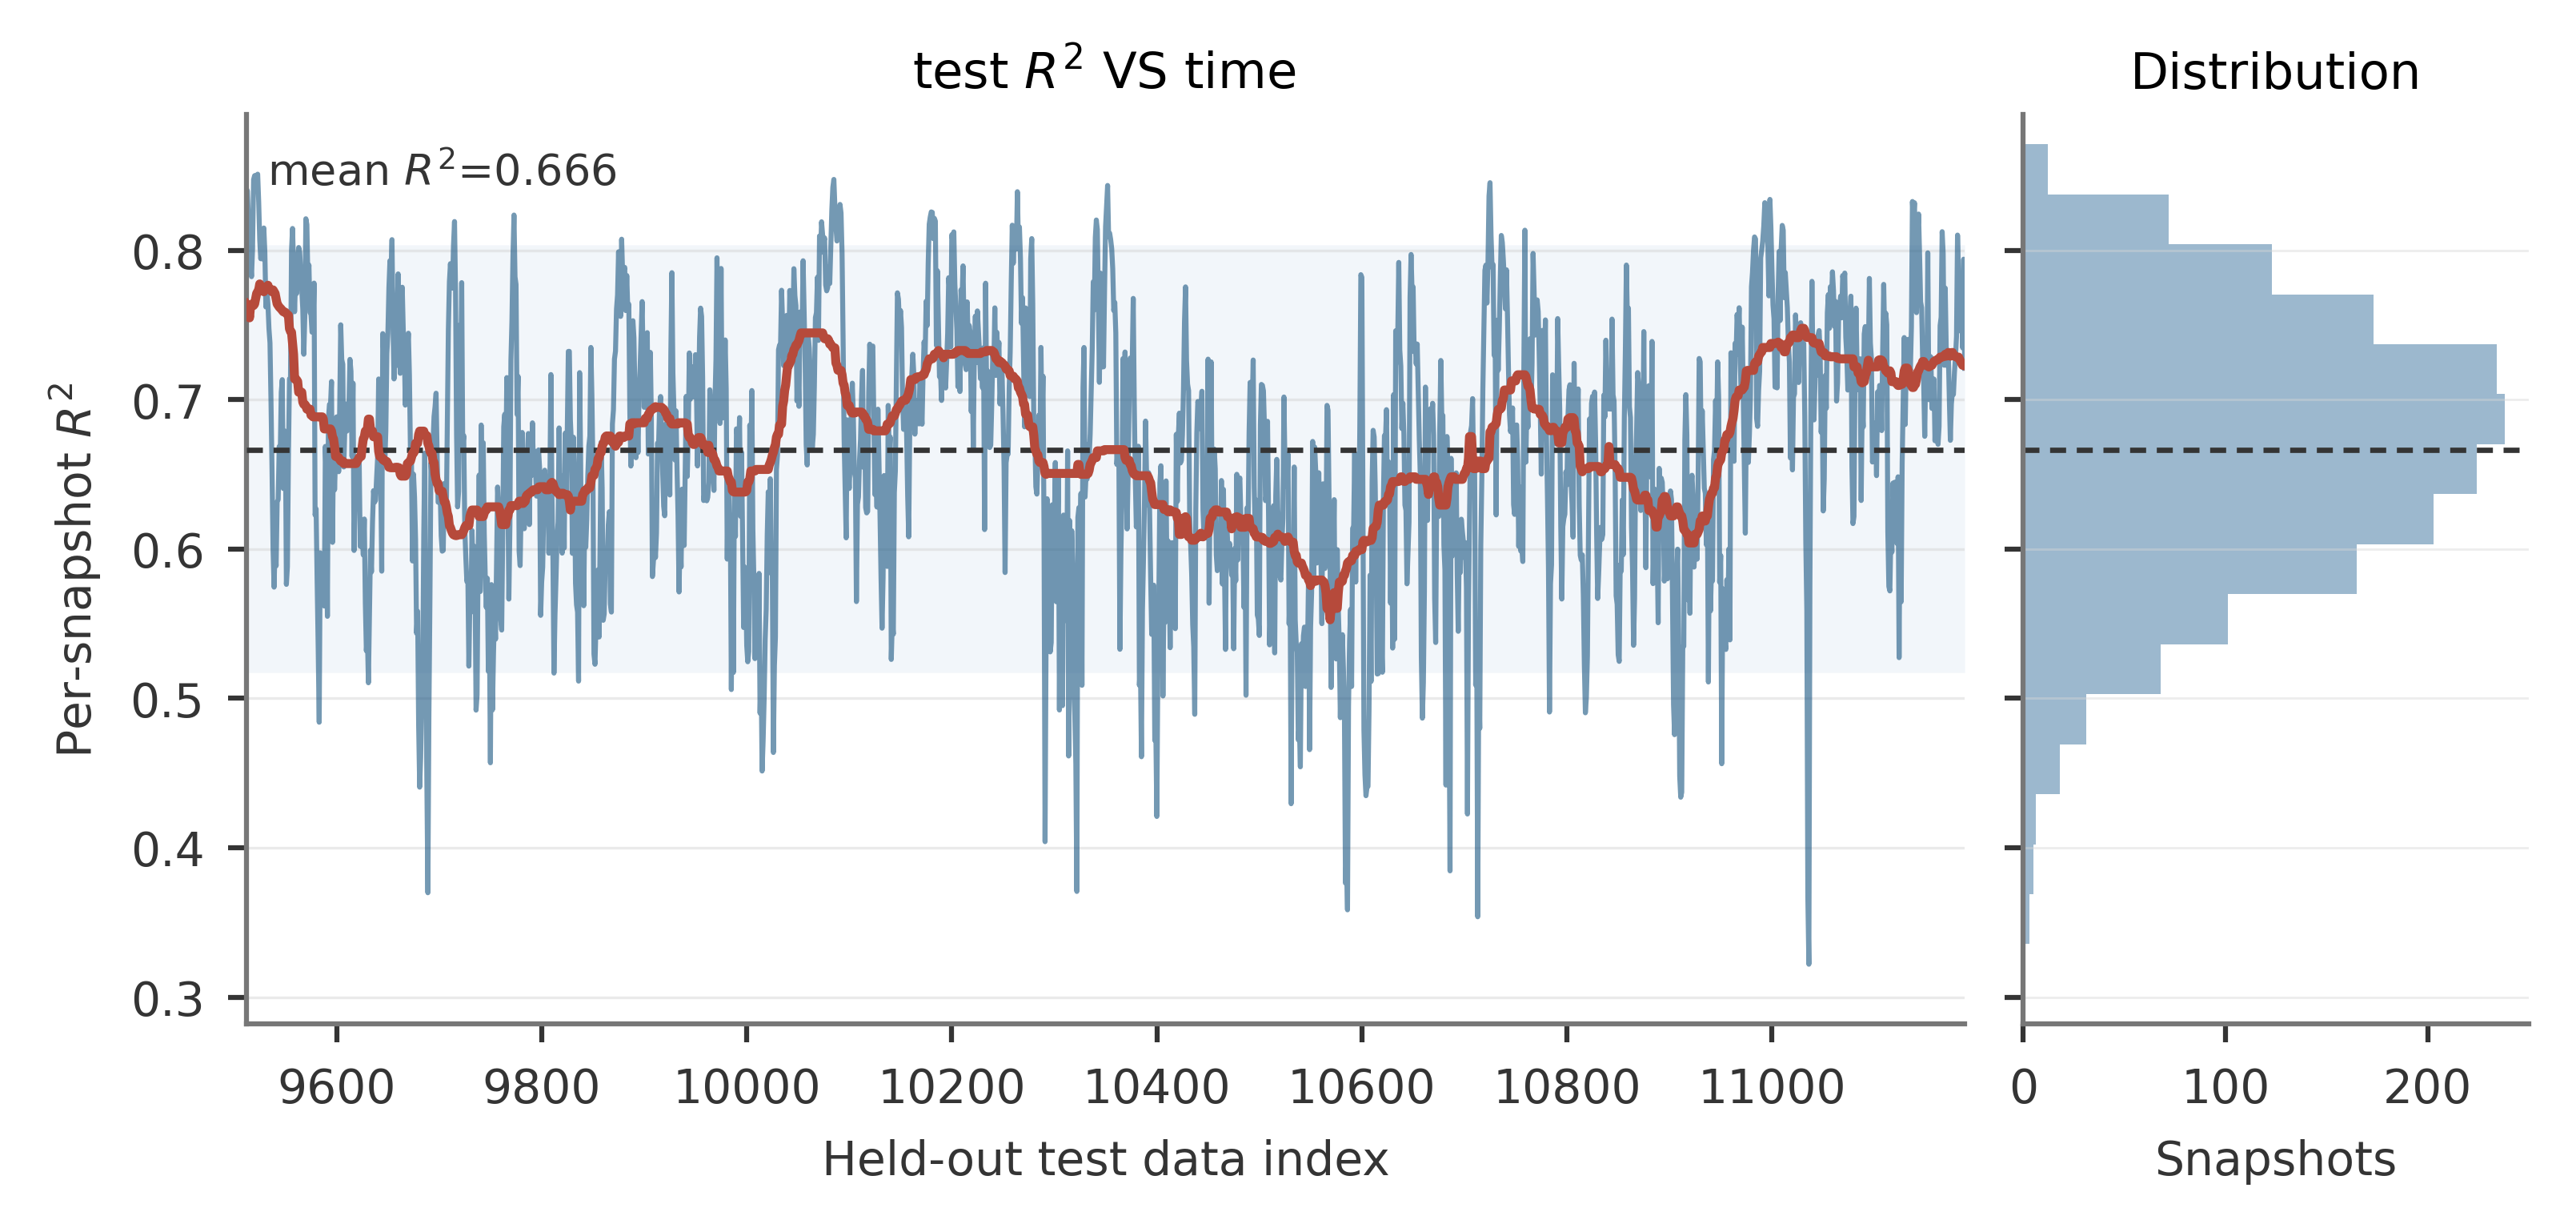 test R² VS time
Distribution
mean R²=0.666
Per-snapshot R²
0.8
0.7
0.6
0.5
0.4
0.3
9600 9800 10000 10200 10400 10600 10800 11000
0 100 200
Held-out test data index
Snapshots